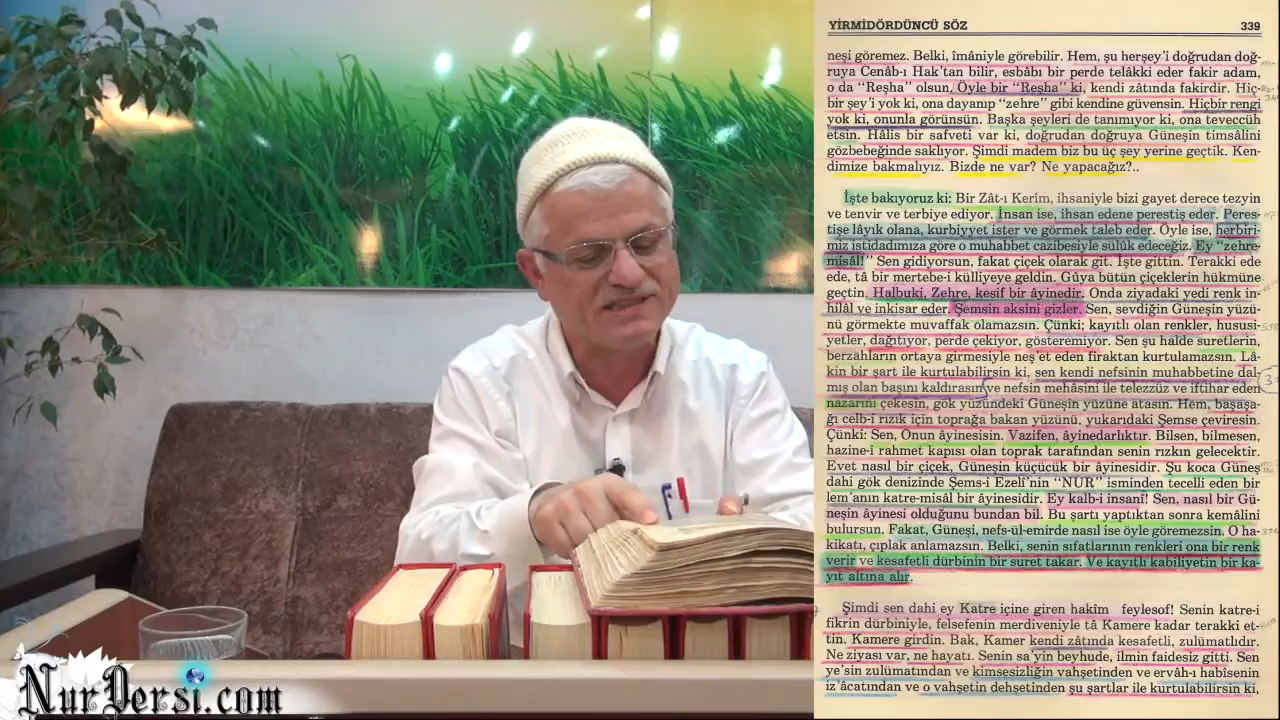 YİRMİDÖRDÜNCÜ SÖZ 339
neşi göremez. Belki, îmâniyle görebilir. Hem, şu herşey'i doğrudan doğ-
ruya Cenâb-ı Hak'tan bilir, esbâbı bir perde telâkki eder fakir adam,
o da "Reşha" olsun. Öyle bir "Reşha" ki, kendi zâtında fakirdir. Hiç-
bir şey'i yok ki, ona dayanıp "zehre" gibi kendine güvensin. Hiçbir rengi
yok ki, onunla görünsün. Başka şeyleri de tanımıyor ki, ona teveccüh
etsin. Hâlis bir safveti var ki, doğrudan doğruya Güneşin timsâlini
gözbebeğinde saklıyor. Şimdi madem biz bu üç şey yerine geçtik. Ken-
dimize bakmalıyız. Bizde ne var? Ne yapacağız?..
İşte bakıyoruz ki: Bir Zât-ı Kerîm, ihsaniyle bizi gayet derece tezyin
ve tenvir ve terbiye ediyor. İnsan ise, ihsan edene perestiş eder. Peres-
tişe lâyık olana, kurbiyyet ister ve görmek taleb eder. Öyle ise, herbiri-
miz istidadımıza göre o muhabbet cazibesiyle sülûk edeceğiz. Ey "zehre-
misâl!" Sen gidiyorsun, fakat çiçek olarak git. İşte gittin. Terakki ede
ede, tâ bir mertebe-i külliyeye geldin. Gûya bütün çiçeklerin hükmüne
geçtin. Halbuki, Zehre, kesif bir âyinedir. Onda ziyadaki yedi renk in-
hilâl ve inkisar eder. Şemsin aksini gizler. Sen, sevdiğin Güneşin yüzü-
nü görmekte muvaffak olamazsın. Çünki; kayıtlı olan renkler, hususi-
yetler, dağıtıyor, perde çekiyor, gösteremiyor. Sen şu halde suretlerin,
berzahların ortaya girmesiyle neş'et eden firaktan kurtulamazsın. Lâ-
kin bir şart ile kurtulabilirsin ki, sen kendi nefsinin muhabbetine dal-
mış olan başını kaldırasın ve nefsin mehâsini ile telezzüz ve iftihar eden
nazarını çekesin, gök yüzündeki Güneşin yüzüne atasın. Hem, başaşa-
ğı celb-i rızık için toprağa bakan yüzünü, yukarıdaki Şemse çeviresin.
Çünki: Sen, Onun âyinesisin. Vazifen, âyinedarlıktır. Bilsen, bilmesen,
hazine-i rahmet kapısı olan toprak tarafından senin rızkın gelecektir.
Evet nasıl bir çiçek, Güneşin küçücük bir âyinesidir. Şu koca Güneş
dahi gök denizinde Şems-i Ezelî'nin "NUR" isminden tecelli eden bir
lem'anın katre-misâl bir âyinesidir. Ey kalb-i insanî! Sen, nasıl bir Gü-
neşin âyinesi olduğunu bundan bil. Bu şartı yaptıktan sonra kemâlini
bulursun. Fakat, Güneşi, nefs-ül-emirde nasıl ise öyle göremezsin. O ha-
kikatı, çıplak anlamazsın. Belki, senin sıfatlarının renkleri ona bir renk
verir ve kesafetli dürbinin bir suret takar. Ve kayıtlı kabiliyetin bir ka-
yıt altına alır.
Şimdi sen dahi ey Katre içine giren hakîm feylesof! Senin katre-i
fikrin dürbiniyle, felsefenin merdiveniyle tâ Kamere kadar terakki et-
tin. Kamere girdin. Bak, Kamer kendi zâtında kesafetli, zulümatlıdır.
Ne ziyası var, ne hayatı. Senin sa'yin beyhude, ilmin faidesiz gitti. Sen
ye'sin zulümatından ve kimsesizliğin vahşetinden ve ervâh-ı habîsenin
iz'âcatından ve o vahşetin dehşetinden şu şartlar ile kurtulabilirsin ki,
NurDersi.com